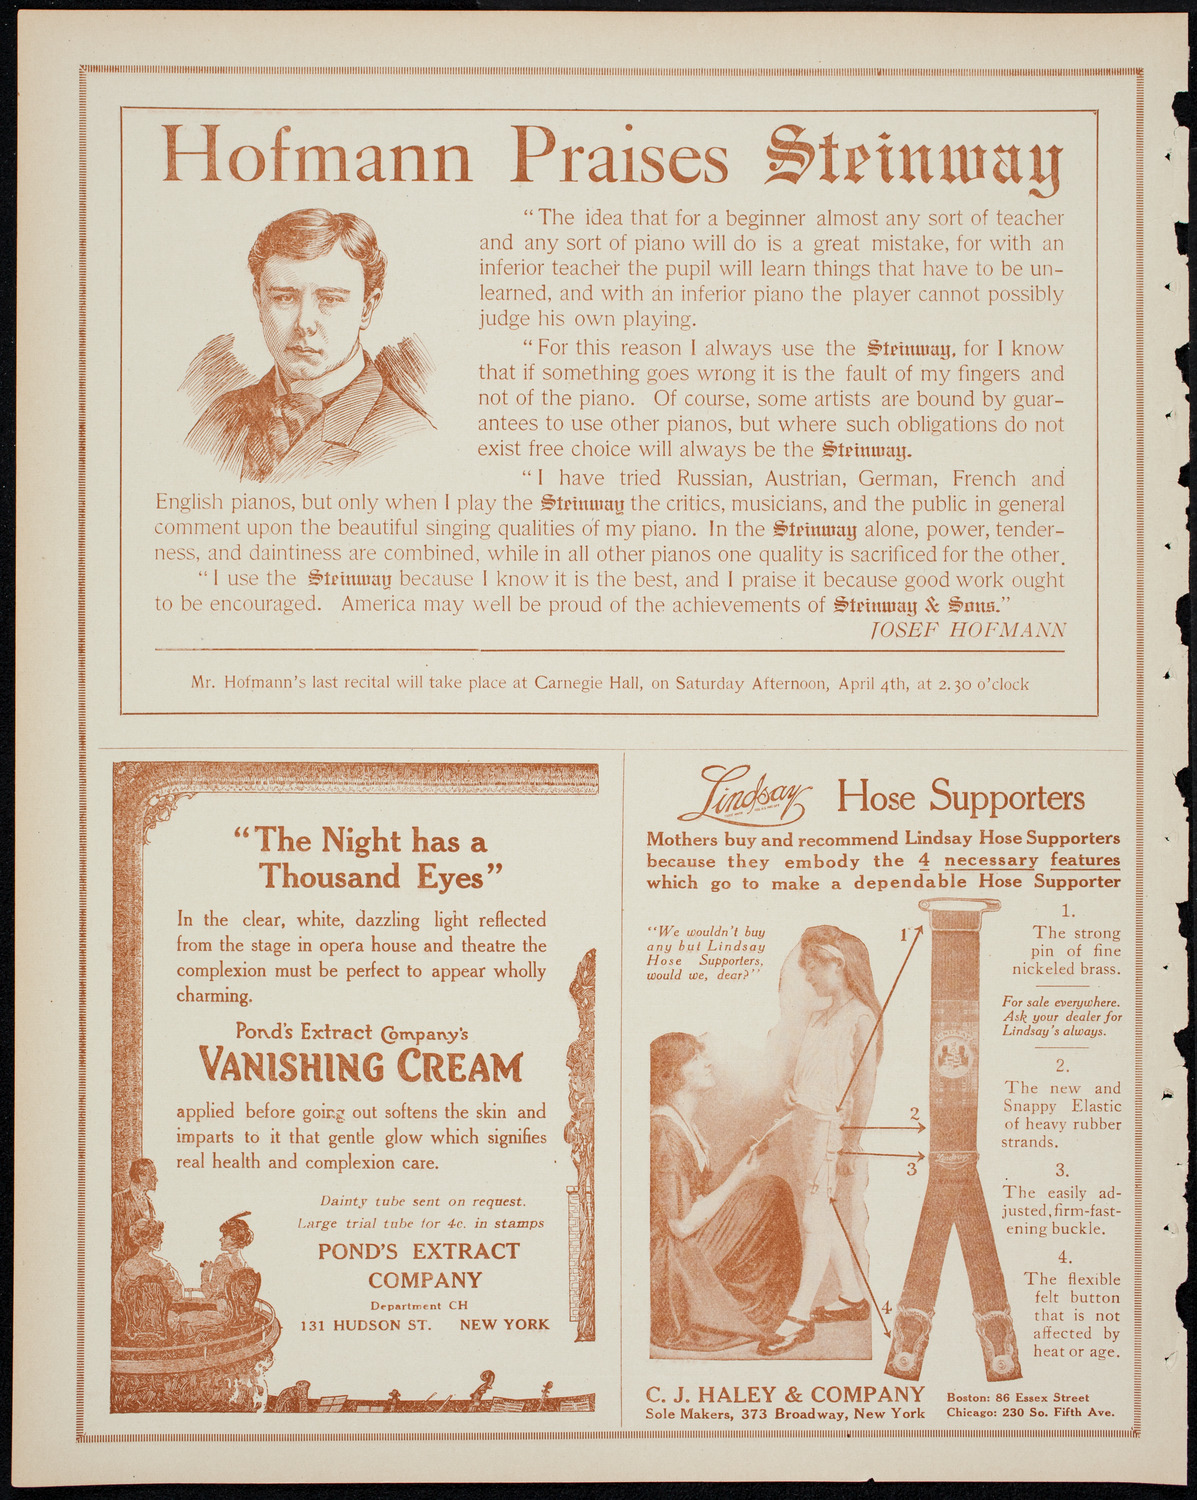 Hofmann Praises Steinway
“The idea that for a beginner almost any sort of teacher
and any sort of piano will do is a great mistake, for with an
inferior teacher the pupil will learn things that have to be un-
learned, and with an inferior piano the player cannot possibly
judge his own playing.
“For this reason I always use the Steinway, for I know
that if something goes wrong it is the fault of my fingers and
not of the piano. Of course, some artists are bound by guar-
antees to use other pianos, but where such obligations do not
exist free choice will always be the Steinway.
“I have tried Russian, Austrian, German, French and
English pianos, but only when I play the Steinway the critics, musicians, and the public in general
comment upon the beautiful singing qualities of my piano. In the Steinway alone, power, tender-
ness, and daintiness are combined, while in all other pianos one quality is sacrificed for the other.
“I use the Steinway because I know it is the best, and I praise it because good work ought
to be encouraged. America may well be proud of the achievements of Steinway & Sons.”
JOSEF HOFMANN
Mr. Hofmann's last recital will take place at Carnegie Hall, on Saturday Afternoon, April 4th, at 2.30 o'clock
“The Night has a
Thousand Eyes”
In the clear, white, dazzling light reflected
from the stage in opera house and theatre the
complexion must be perfect to appear wholly
charming.
Pond's Extract Company's
VANISHING CREAM
applied before going out softens the skin and
imparts to it that gentle glow which signifies
real health and complexion care.
Dainty tube sent on request.
Large trial tube for 4c. in stamps
POND'S EXTRACT
COMPANY
Department CH
131 HUDSON ST. NEW YORK
Lindsay Hose Supporters
Mothers buy and recommend Lindsay Hose Supporters
because they embody the 4 necessary features
which go to make a dependable Hose Supporter
“We wouldn't buy
any but Lindsay
Hose Supporters,
would we, dear?”
1
2
3
4
1.
The strong
pin of fine
nickeled brass.
For sale everywhere.
Ask your dealer for
Lindsay's always.
2.
The new and
Snappy Elastic
of heavy rubber
strands.
3.
The easily ad-
justed, firm-fast-
ening buckle.
4.
The flexible
felt button
that is not
affected by
heat or age.
C. J. HALEY & COMPANY
Sole Makers, 373 Broadway, New York
Boston: 86 Essex Street
Chicago: 230 So. Fifth Ave.